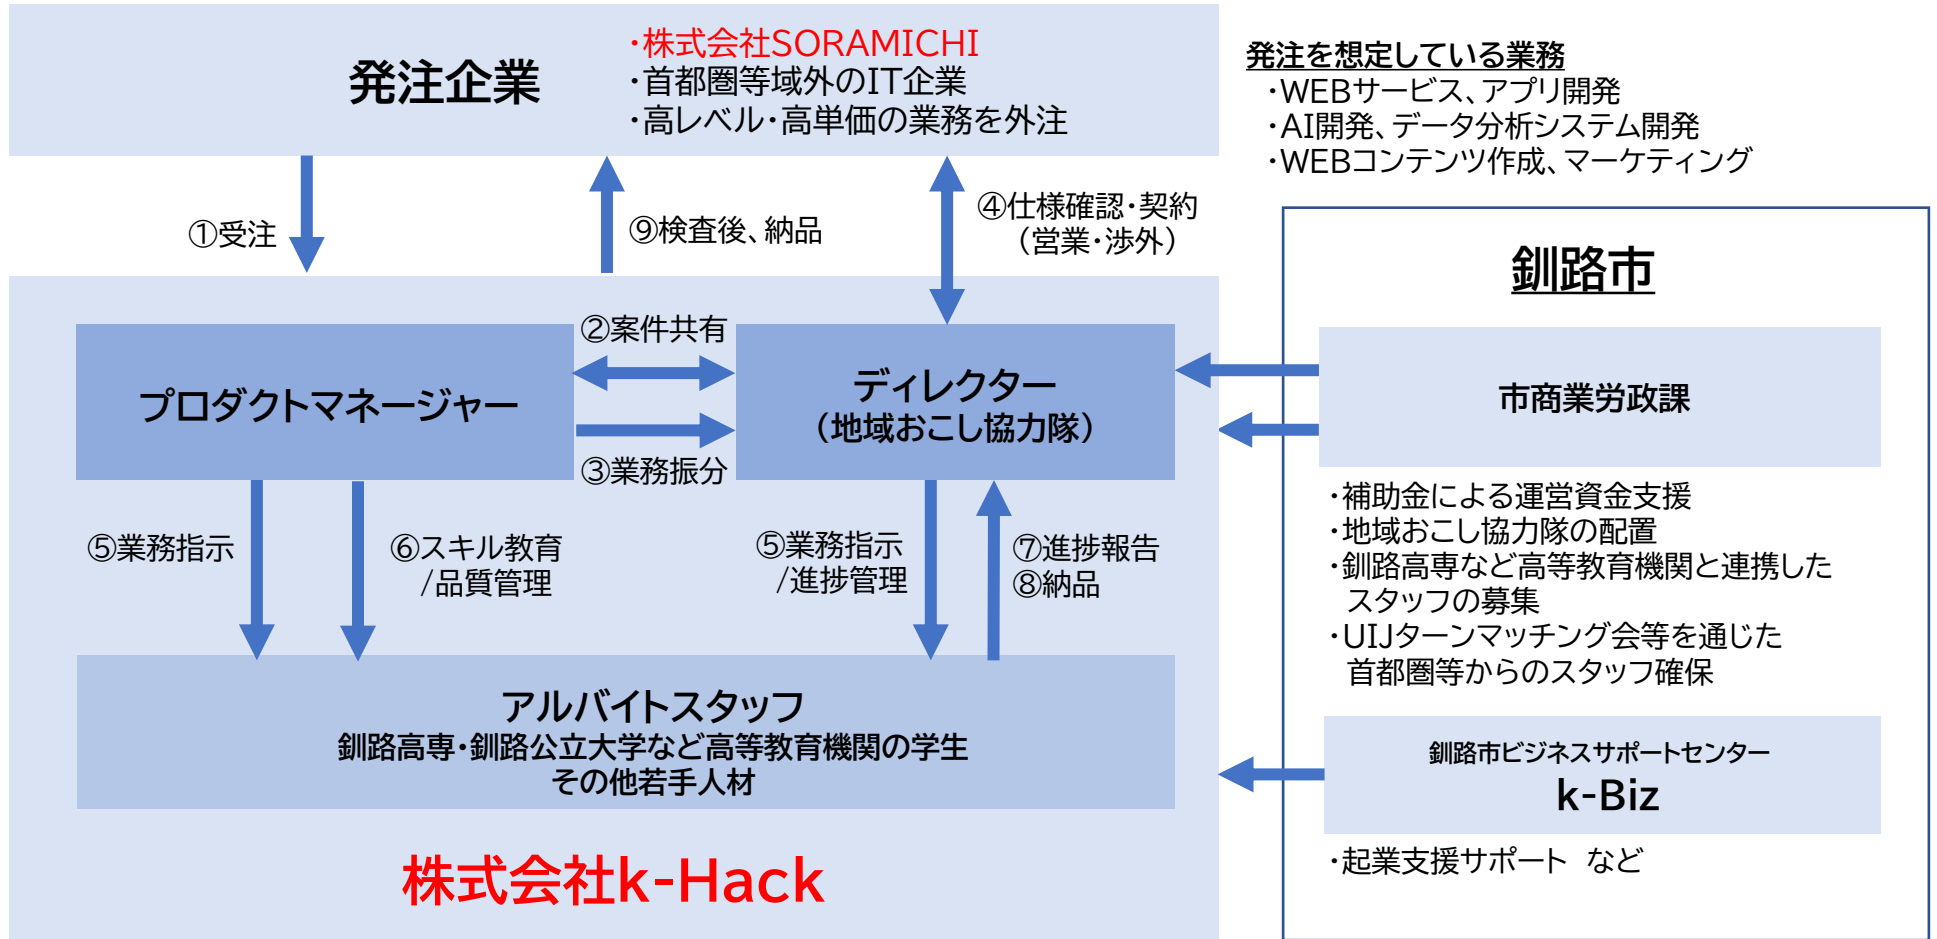 発注企業
・株式会社SORAMICHI
・首都圏等域外のIT企業
・高レベル・高単価の業務を外注
発注を想定している業務
・WEBサービス、アプリ開発
・AI開発、データ分析システム開発
・WEBコンテンツ作成、マーケティング
①受注
⑨検査後、納品
④仕様確認・契約
（営業・渉外）
プロダクトマネージャー
②案件共有
③業務振分
ディレクター
（地域おこし協力隊）
⑤業務指示
⑥スキル教育
/品質管理
⑤業務指示
/進捗管理
⑦進捗報告
⑧納品
アルバイトスタッフ
釧路高専・釧路公立大学など高等教育機関の学生
その他若手人材
株式会社k-Hack
釧路市
市商業労政課
・補助金による運営資金支援
・地域おこし協力隊の配置
・釧路高専など高等教育機関と連携した
スタッフの募集
・UIJターンマッチング会等を通じた
首都圏等からのスタッフ確保
釧路市ビジネスサポートセンター
k-Biz
・起業支援サポート など